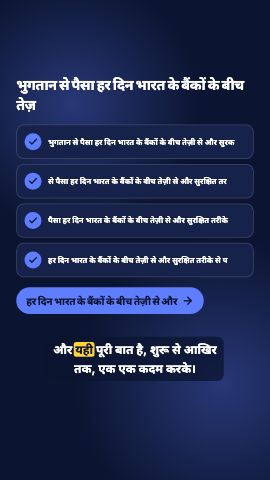 भुगतान से पैसा हर दिन भारत के बैंकों के बीच
तेज़
भुगतान से पैसा हर दिन भारत के बैंकों के बीच तेज़ी से और सुरक
से पैसा हर दिन भारत के बैंकों के बीच तेज़ी से और सुरक्षित तर
पैसा हर दिन भारत के बैंकों के बीच तेज़ी से और सुरक्षित तरीके
हर दिन भारत के बैंकों के बीच तेज़ी से और सुरक्षित तरीके से प
हर दिन भारत के बैंकों के बीच तेज़ी से और →
और यही पूरी बात है, शुरू से आखिर
तक, एक एक कदम करके।